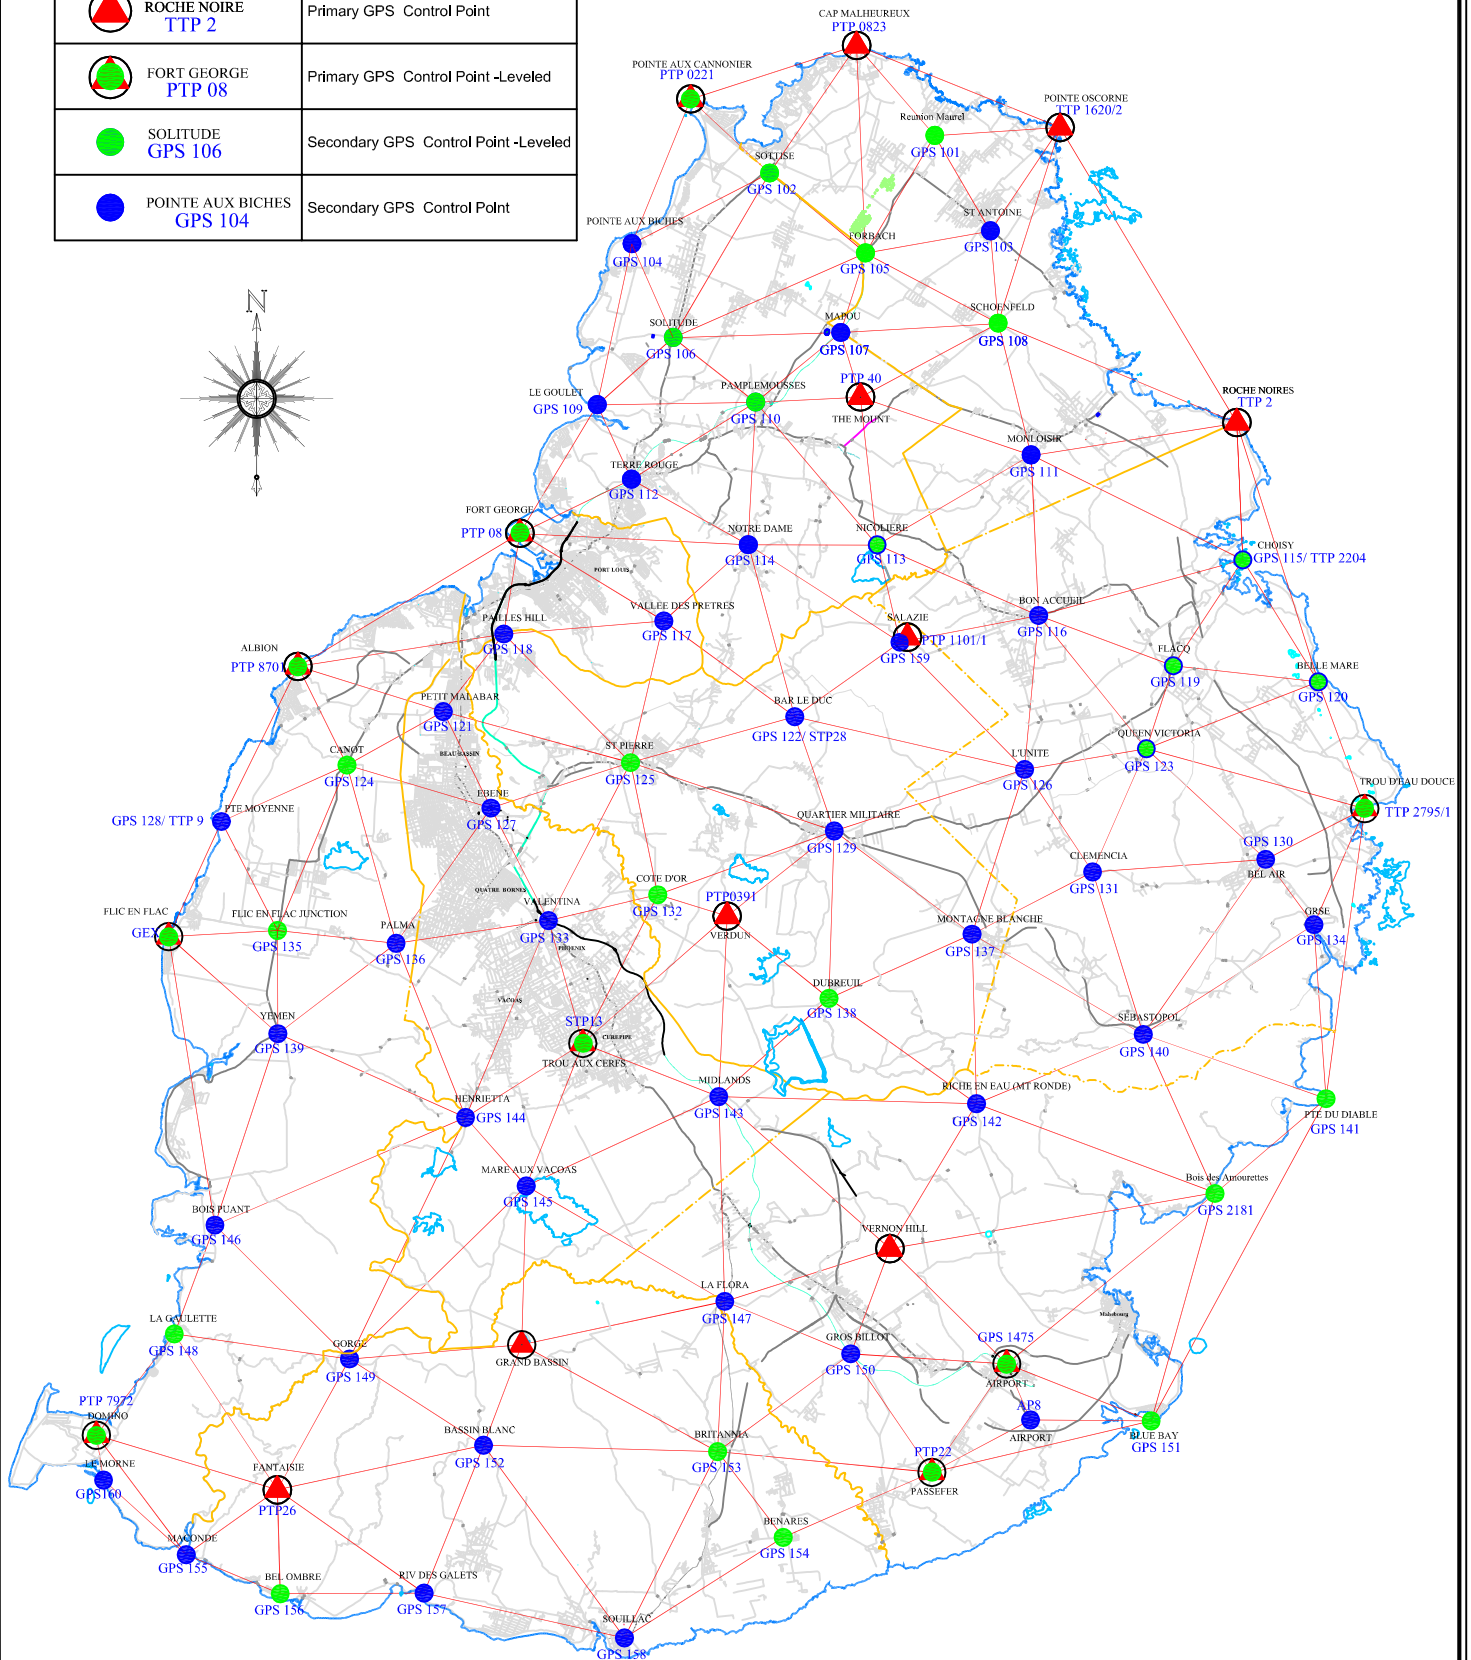 ROCHE NOIRE
TTP 2
Primary GPS Control Point
FORT GEORGE
PTP 08
Primary GPS Control Point -Leveled
SOLITUDE
GPS 106
Secondary GPS Control Point -Leveled
POINTE AUX BICHES
GPS 104
Secondary GPS Control Point
N
CAP MALHEUREUX
PTP 0823
POINTE AUX CANNONIER
PTP 0221
POINTE OSCORNE
TTP 1620/2
Reunion Maurel
GPS 101
SOTTISE
GPS 102
POINTE AUX BICHES
GPS 104
ST ANTOINE
GPS 103
FORBACH
GPS 105
SOLITUDE
GPS 106
MAPOU
GPS 107
SCHOENFELD
GPS 108
LE GOULET
GPS 109
PAMPLEMOUSSES
GPS 110
PTP 40
THE MOUNT
ROCHE NOIRES
TTP 2
MONLOISIR
GPS 111
TERRE ROUGE
GPS 112
FORT GEORGE
PTP 08
NOTRE DAME
GPS 114
NICOLIERE
GPS 113
CHOISY
GPS 115/ TTP 2204
PORT LOUIS
VALLEE DES PRETRES
GPS 117
PAILLES HILL
GPS 118
SALAZIE
PTP 1101/1
GPS 159
BON ACCUEIL
GPS 116
ALBION
PTP 8701
FLACQ
GPS 119
BELLE MARE
GPS 120
PETIT MALABAR
GPS 121
BAR LE DUC
GPS 122/ STP28
QUEEN VICTORIA
GPS 123
CANOT
GPS 124
BEAU BASSIN
ST PIERRE
GPS 125
L'UNITE
GPS 126
TROU D'EAU DOUCE
TTP 2795/1
EBENE
GPS 127
PTE MOYENNE
GPS 128/ TTP 9
QUARTIER MILITAIRE
GPS 129
GPS 130
BEL AIR
CLEMENCIA
GPS 131
COTE D'OR
GPS 132
QUATRE BORNES
PTP0391
VERDUN
VALENTINA
GPS 133
PHOENIX
FLIC EN FLAC
GEX
FLIC EN FLAC JUNCTION
GPS 135
PALMA
GPS 136
MONTAGNE BLANCHE
GPS 137
GRSE
GPS 134
DUBREUIL
GPS 138
VACOAS
YEMEN
GPS 139
STP13
CUREPIPE
TROU AUX CERFS
SEBASTOPOL
GPS 140
MIDLANDS
GPS 143
RICHE EN EAU (MT RONDE)
GPS 142
PTE DU DIABLE
GPS 141
HENRIETTA
GPS 144
MARE AUX VACOAS
GPS 145
Bois des Amourettes
GPS 2181
BOIS PUANT
GPS 146
VERNON HILL
LA FLORA
GPS 147
Mahebourg
LA GAULETTE
GPS 148
GORGE
GPS 149
GRAND BASSIN
GROS BILLOT
GPS 150
GPS 1475
AIRPORT
PTP 7972
DOMINO
AP8
AIRPORT
BLUE BAY
GPS 151
BASSIN BLANC
GPS 152
BRITANNIA
GPS 153
PTP22
PASSEFER
LE MORNE
GPS160
FANTAISIE
PTP26
BENARES
GPS 154
MACONDE
GPS 155
BEL OMBRE
GPS 156
RIV DES GALETS
GPS 157
SOUILLAC
GPS 158